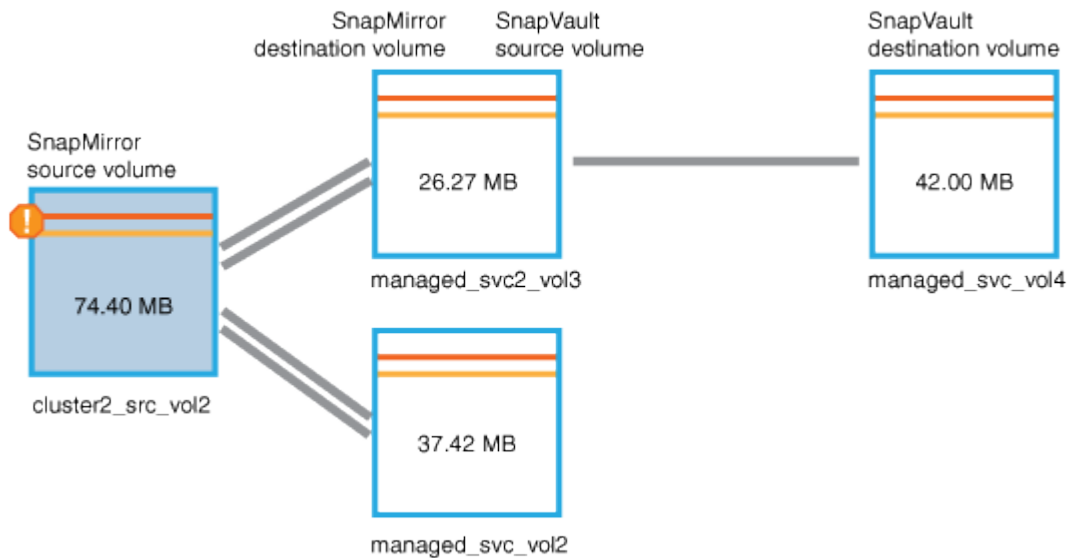 SnapMirror
destination volume
SnapVault
source volume
SnapVault
destination volume
SnapMirror
source volume
!
74.40 MB
cluster2_src_vol2
26.27 MB
managed_svc2_vol3
42.00 MB
managed_svc_vol4
37.42 MB
managed_svc_vol2